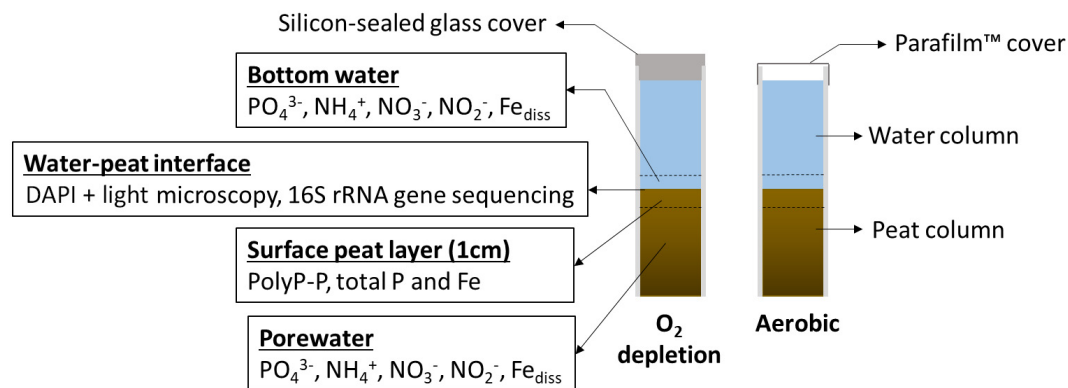 Silicon-sealed glass cover
Parafilm™ cover
Bottom water
PO₄³⁻, NH₄⁺, NO₃⁻, NO₂⁻, Fe_diss
Water column
Water-peat interface
DAPI + light microscopy, 16S rRNA gene sequencing
Peat column
Surface peat layer (1cm)
PolyP-P, total P and Fe
Porewater
PO₄³⁻, NH₄⁺, NO₃⁻, NO₂⁻, Fe_diss
O₂
depletion
Aerobic